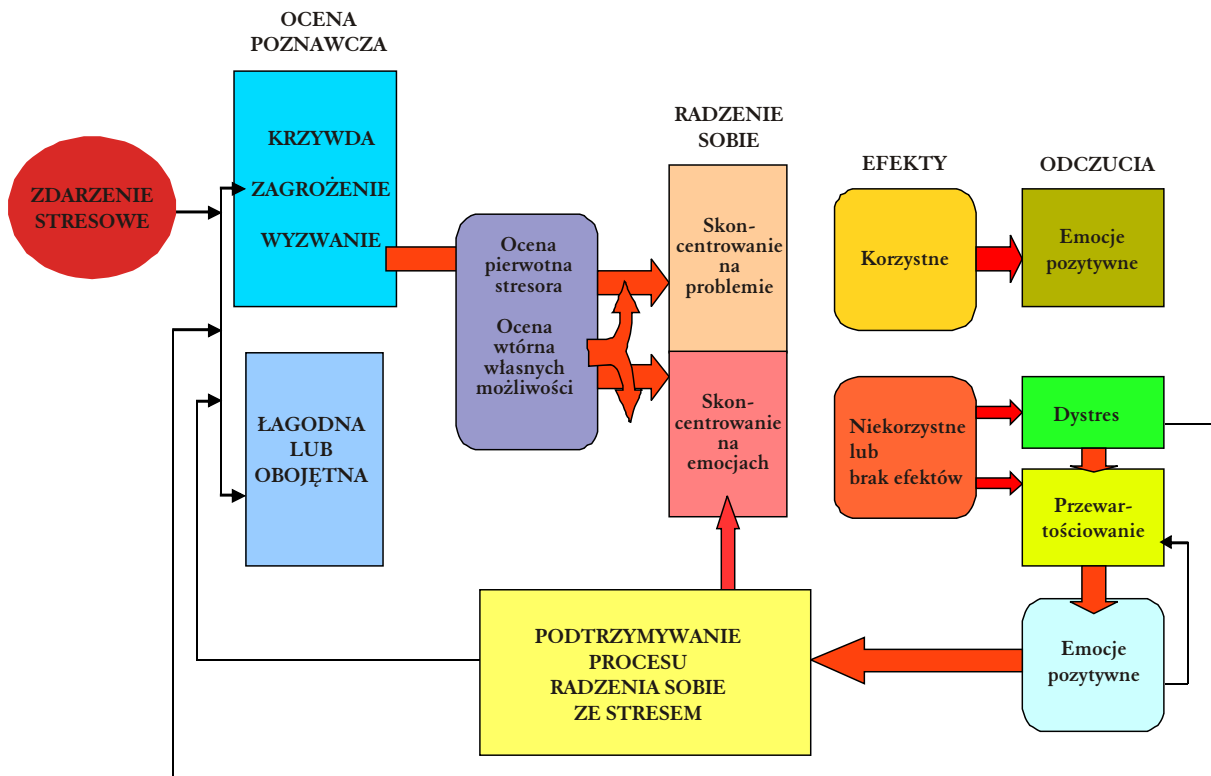 OCENA
POZNAWCZA
KRZYWDA
ZAGROŻENIE
WYZWANIE
ZDARZENIE
STRESOWE
ŁAGODNA
LUB
OBOJĘTNA
Ocena
pierwotna
stresora
Ocena
wtórna
własnych
możliwości
RADZENIE
SOBIE
Skon-
centrowanie
na
problemie
Skon-
centrowanie
na
emocjach
EFEKTY
Korzystne
Niekorzystne
lub
brak efektów
ODCZUCIA
Emocje
pozytywne
Dystres
Przewar-
tościowanie
Emocje
pozytywne
PODTRZYMYWANIE
PROCESU
RADZENIA SOBIE
ZE STRESEM